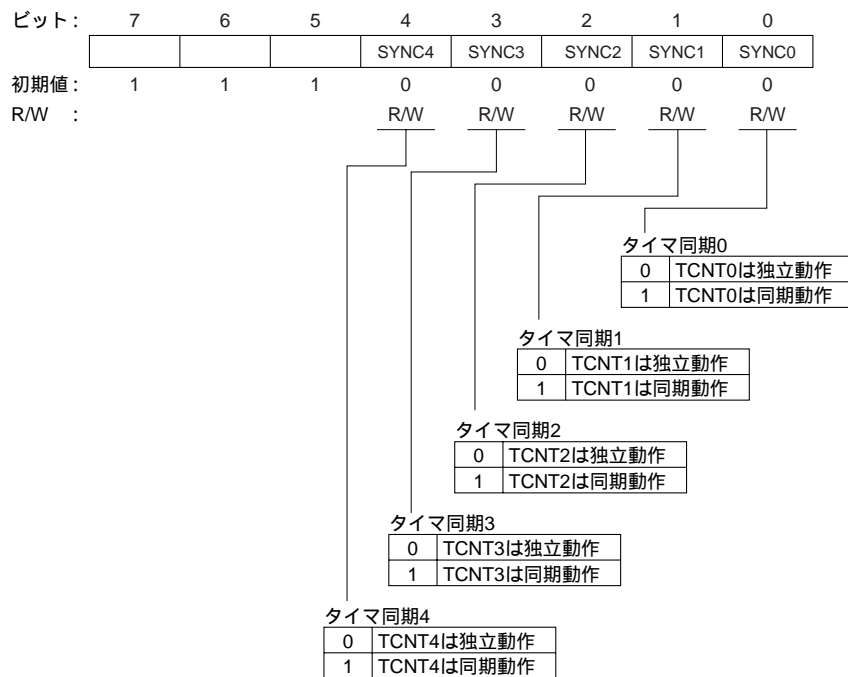 ビット： 7 6 5 4 3 2 1 0
SYNC4 SYNC3 SYNC2 SYNC1 SYNC0
初期値： 1 1 1 0 0 0 0 0
R/W ： R/W R/W R/W R/W R/W
タイマ同期0
0 TCNT0は独立動作
1 TCNT0は同期動作
タイマ同期1
0 TCNT1は独立動作
1 TCNT1は同期動作
タイマ同期2
0 TCNT2は独立動作
1 TCNT2は同期動作
タイマ同期3
0 TCNT3は独立動作
1 TCNT3は同期動作
タイマ同期4
0 TCNT4は独立動作
1 TCNT4は同期動作